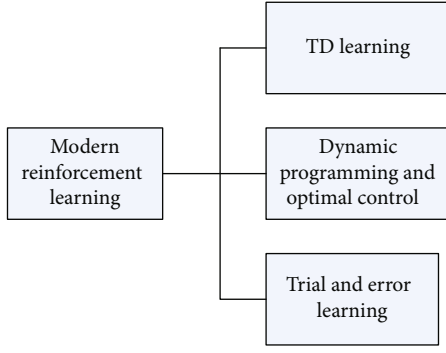 TD learning
Modern
reinforcement
learning
Dynamic
programming and
optimal control
Trial and error
learning